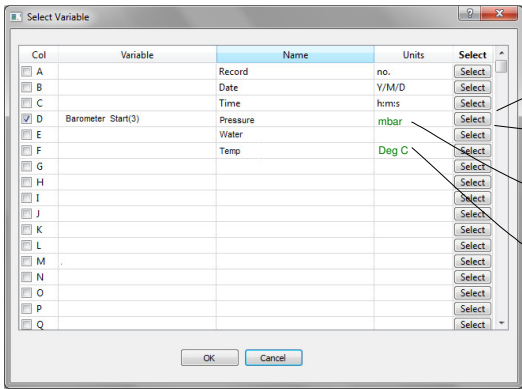 Select Variable
Col Variable Name Units Select
A Record no. Select
B Date Y/M/D Select
C Time h:m:s Select
D Barometer Start(3) Pressure mbar Select
E Water Select
F Temp Deg C Select
G Select
H Select
I Select
J Select
K Select
L Select
M Select
N Select
O Select
P Select
Q Select
OK Cancel